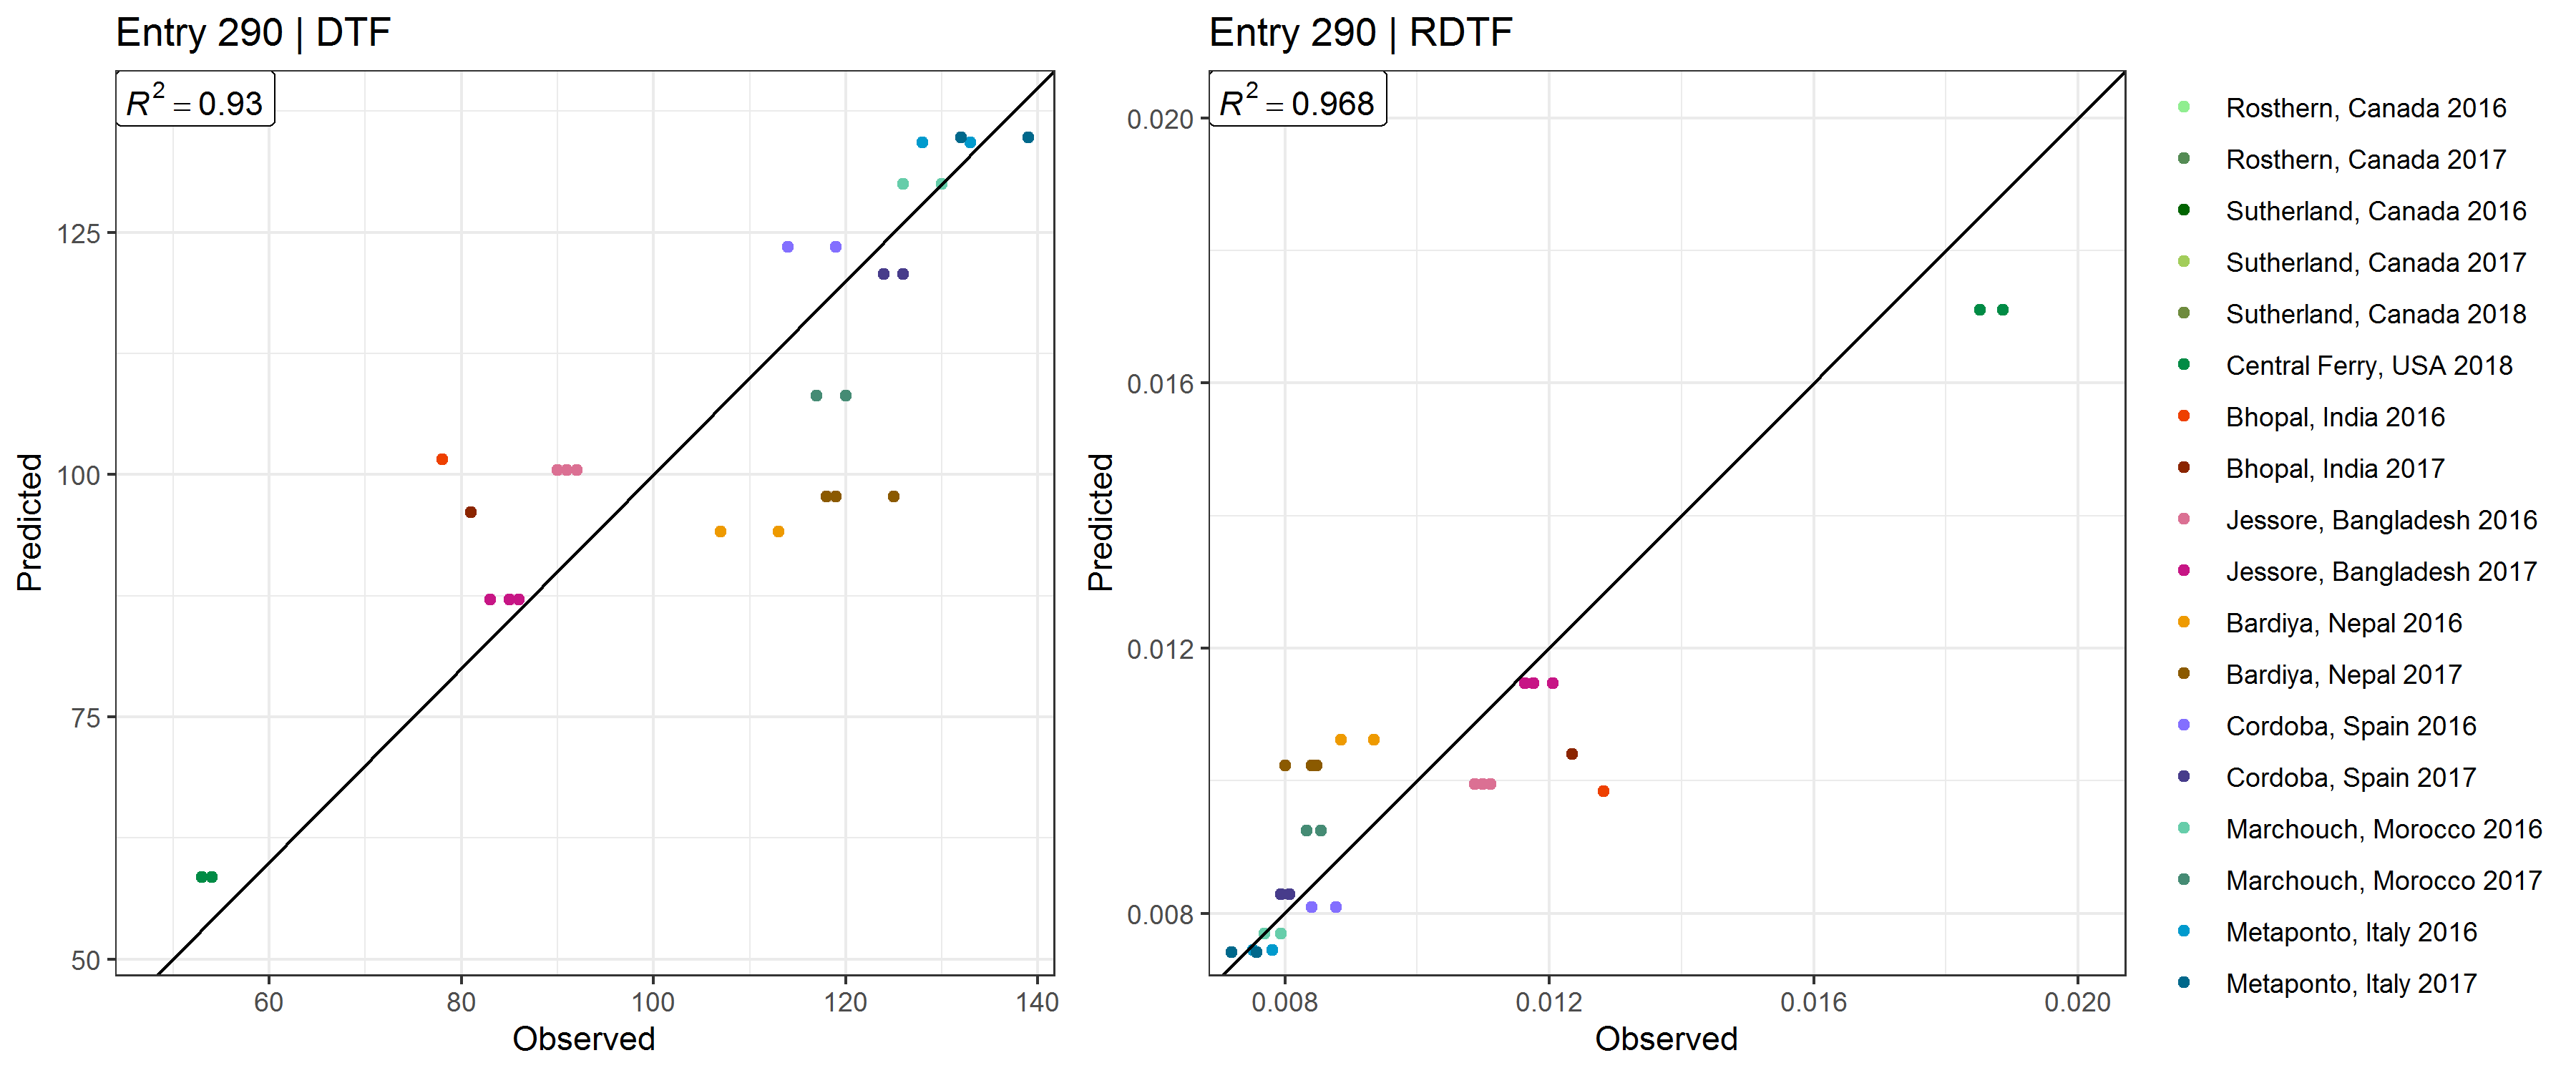 Entry 290 | DTF
R² = 0.93
125
100
75
50
Predicted
60 80 100 120 140
Observed
Entry 290 | RDTF
R² = 0.968
0.020
0.016
0.012
0.008
Predicted
0.008 0.012 0.016 0.020
Observed
Rosthern, Canada 2016
Rosthern, Canada 2017
Sutherland, Canada 2016
Sutherland, Canada 2017
Sutherland, Canada 2018
Central Ferry, USA 2018
Bhopal, India 2016
Bhopal, India 2017
Jessore, Bangladesh 2016
Jessore, Bangladesh 2017
Bardiya, Nepal 2016
Bardiya, Nepal 2017
Cordoba, Spain 2016
Cordoba, Spain 2017
Marchouch, Morocco 2016
Marchouch, Morocco 2017
Metaponto, Italy 2016
Metaponto, Italy 2017